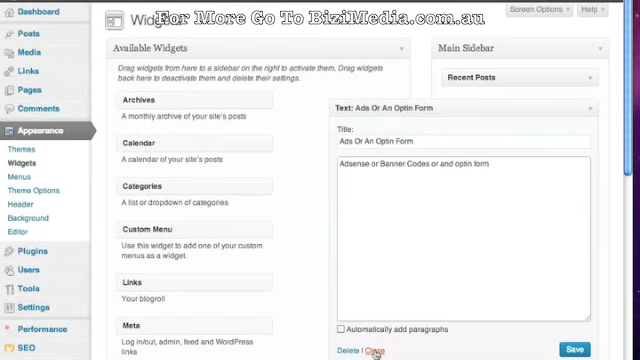 For More Go To BiziMedia.com.au
Dashboard
Posts
Media
Links
Pages
Comments
Appearance
Themes
Widgets
Menus
Theme Options
Header
Background
Editor
Plugins
Users
Tools
Settings
Performance
SEO
Screen Options
Help
Widgets
Available Widgets
Drag widgets from here to a sidebar on the right to activate them. Drag widgets
back here to deactivate them and delete their settings.
Archives
A monthly archive of your site's posts
Calendar
A calendar of your site's posts
Categories
A list or dropdown of categories
Custom Menu
Use this widget to add one of your custom
menus as a widget.
Links
Your blogroll
Meta
Log in/out, admin, feed and WordPress
links
Main Sidebar
Recent Posts
Text: Ads Or An Optin Form
Title:
Ads Or An Optin Form
Adsense or Banner Codes or and optin form
Automatically add paragraphs
Delete | Close
Save